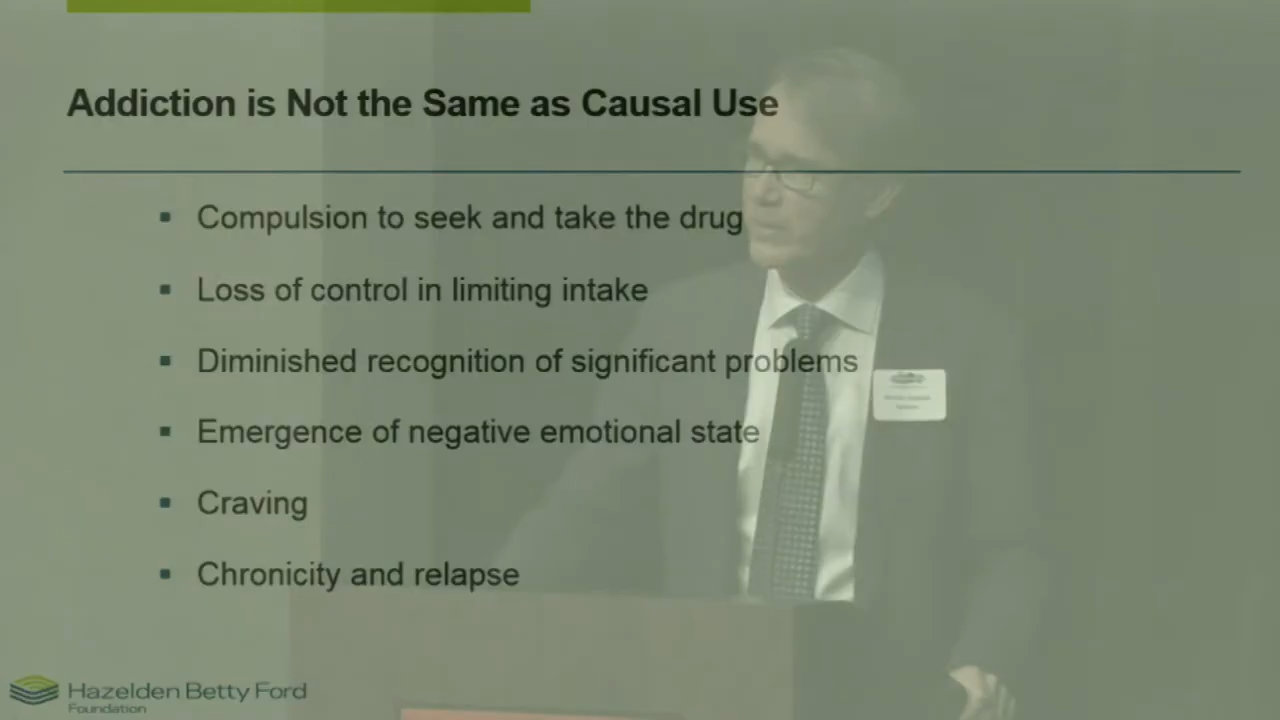 Addiction is Not the Same as Causal Use
Compulsion to seek and take the drug
Loss of control in limiting intake
Diminished recognition of significant problems
Emergence of negative emotional state
Craving
Chronicity and relapse
Hazelden Betty Ford
Foundation